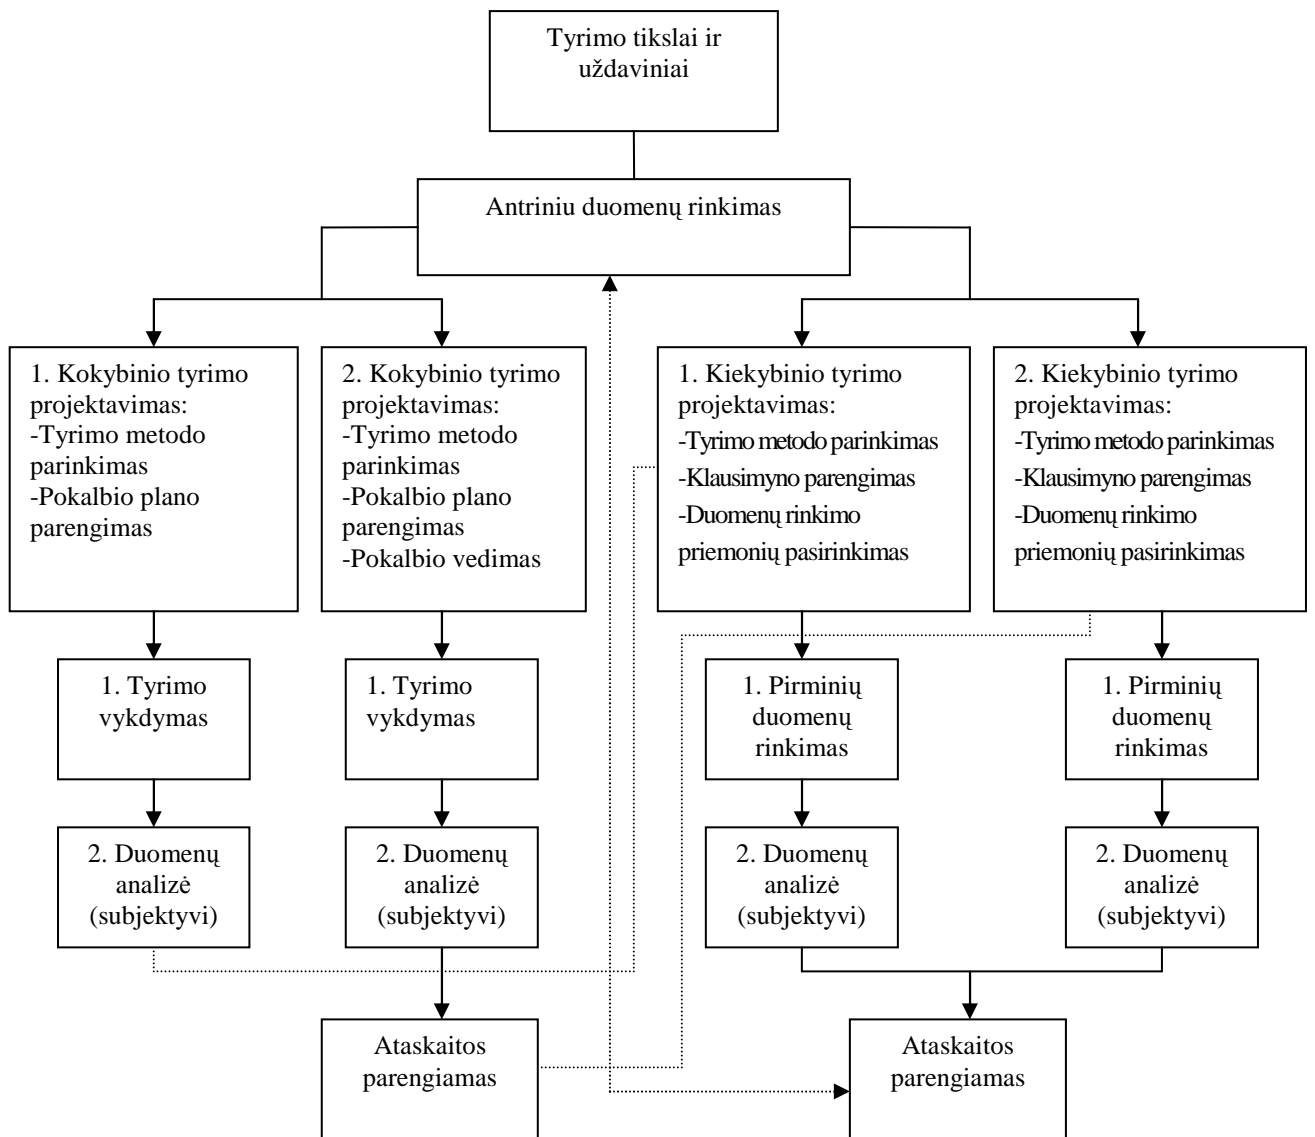 Tyrimo tikslai ir
uždaviniai
Antriniu duomenų rinkimas
1. Kokybinio tyrimo
projektavimas:
-Tyrimo metodo
parinkimas
-Pokalbio plano
parengimas
2. Kokybinio tyrimo
projektavimas:
-Tyrimo metodo
parinkimas
-Pokalbio plano
parengimas
-Pokalbio vedimas
1. Kiekybinio tyrimo
projektavimas:
-Tyrimo metodo parinkimas
-Klausimyno parengimas
-Duomenų rinkimo
priemonių pasirinkimas
2. Kiekybinio tyrimo
projektavimas:
-Tyrimo metodo parinkimas
-Klausimyno parengimas
-Duomenų rinkimo
priemonių pasirinkimas
1. Tyrimo
vykdymas
1. Tyrimo
vykdymas
1. Pirminių
duomenų
rinkimas
1. Pirminių
duomenų
rinkimas
2. Duomenų
analizė
(subjektyvi)
2. Duomenų
analizė
(subjektyvi)
2. Duomenų
analizė
(subjektyvi)
2. Duomenų
analizė
(subjektyvi)
Ataskaitos
parengiamas
Ataskaitos
parengiamas